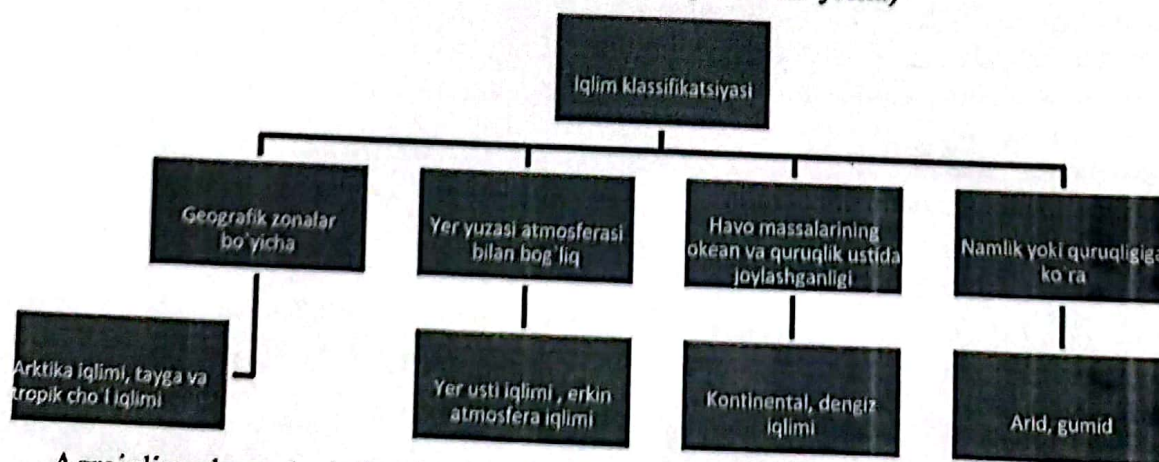 Iqlim klassifikatsiyasi
Geografik zonalar
bo`yicha
Yer yuzasi atmosferasi
bilan bog`liq
Havo massalarining
okean va quruqlik ustida
joylashganligi
Namlik yoki quruqligiga
ko`ra
Arktika iqlimi, tayga va
tropik cho`l iqlimi
Yer usti iqlimi , erkin
atmosfera iqlimi
Kontinental, dengiz
iqlimi
Arid, gumid